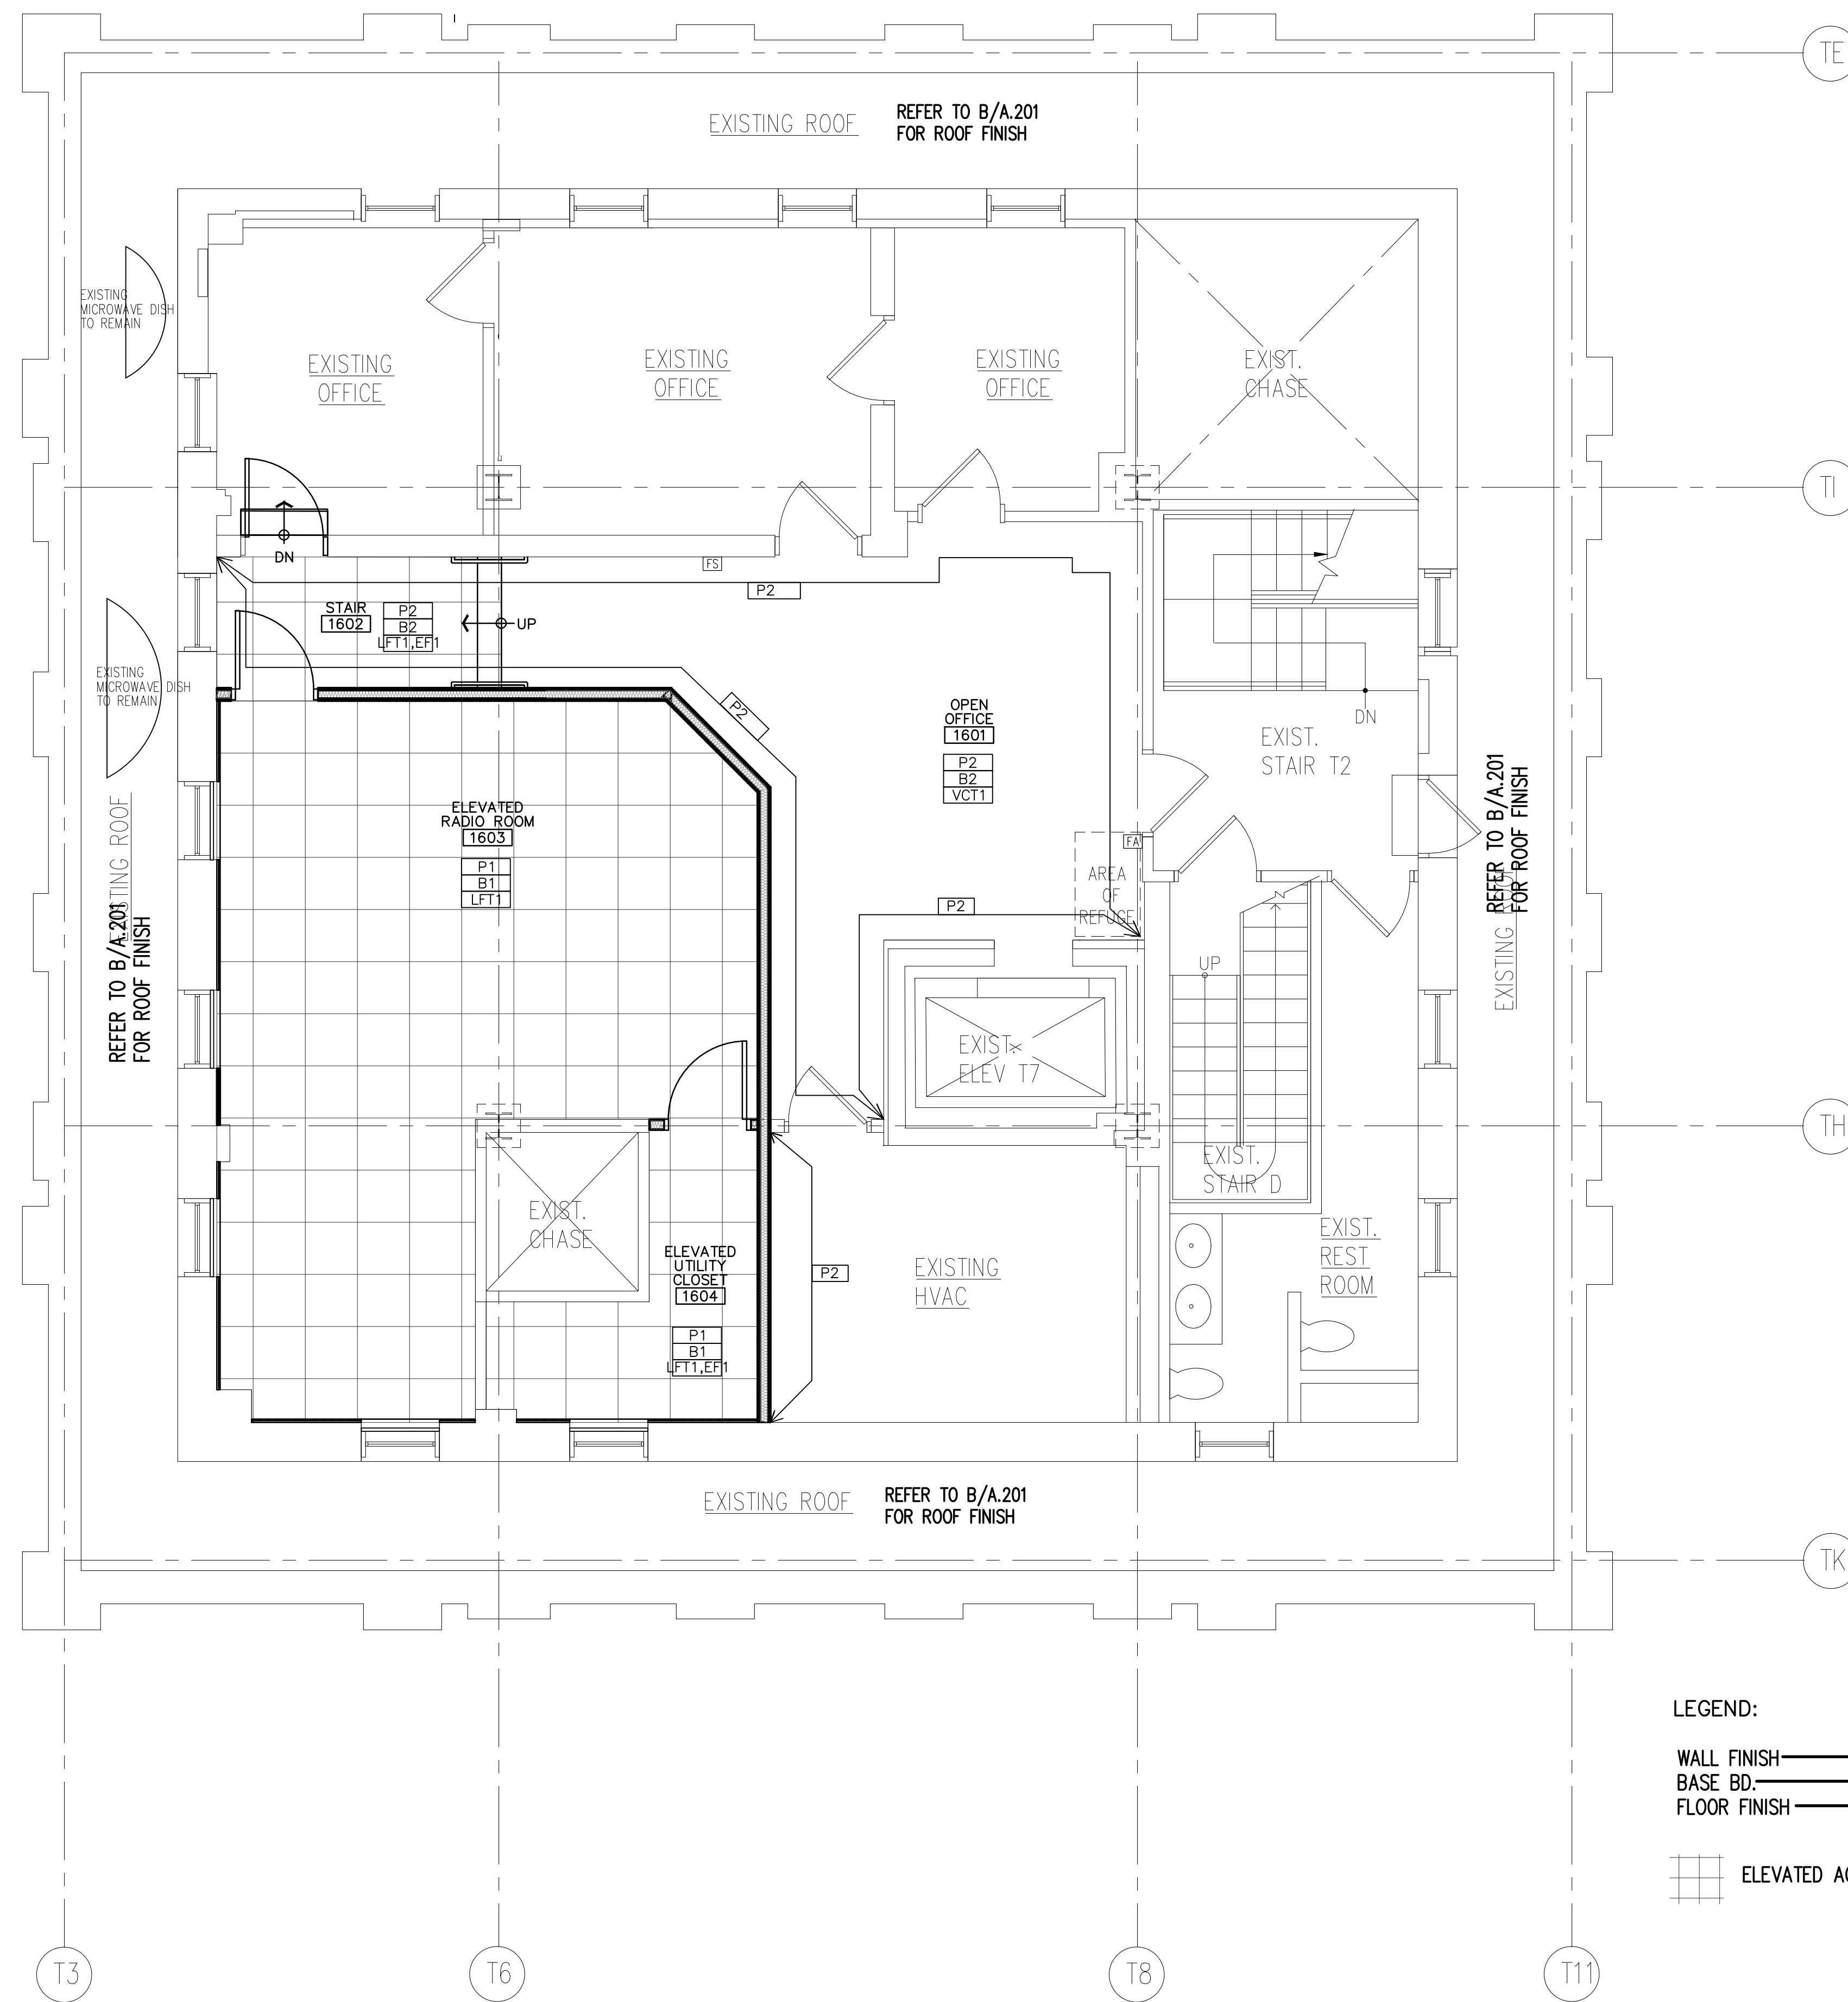 TE
EXISTING ROOF
REFER TO B/A.201
FOR ROOF FINISH
EXISTING
MICROWAVE DISH
TO REMAIN
EXISTING
OFFICE
EXISTING
OFFICE
EXISTING
OFFICE
EXIST.
CHASE
TI
DN
FS
P2
STAIR
1602
P2
B2
LFT1,EF1
UP
EXISTING
MICROWAVE DISH
TO REMAIN
P2
OPEN
OFFICE
1601
P2
B2
VCT1
DN
EXIST.
STAIR T2
EXISTING ROOF
REFER TO B/A.201
FOR ROOF FINISH
ELEVATED
RADIO ROOM
1603
P1
B1
LFT1
FA
AREA
OF
REFUGE
P2
REFER TO B/A.201
FOR ROOF FINISH
EXISTING ROOF
UP
EXIST.
ELEV T7
TH
EXIST.
STAIR D
EXIST.
CHASE
ELEVATED
UTILITY
CLOSET
1604
P1
B1
LFT1,EF1
P2
EXISTING
HVAC
EXIST.
REST
ROOM
EXISTING ROOF
REFER TO B/A.201
FOR ROOF FINISH
TK
LEGEND:
WALL FINISH
BASE BD.
FLOOR FINISH
ELEVATED
T3
T6
T8
T11